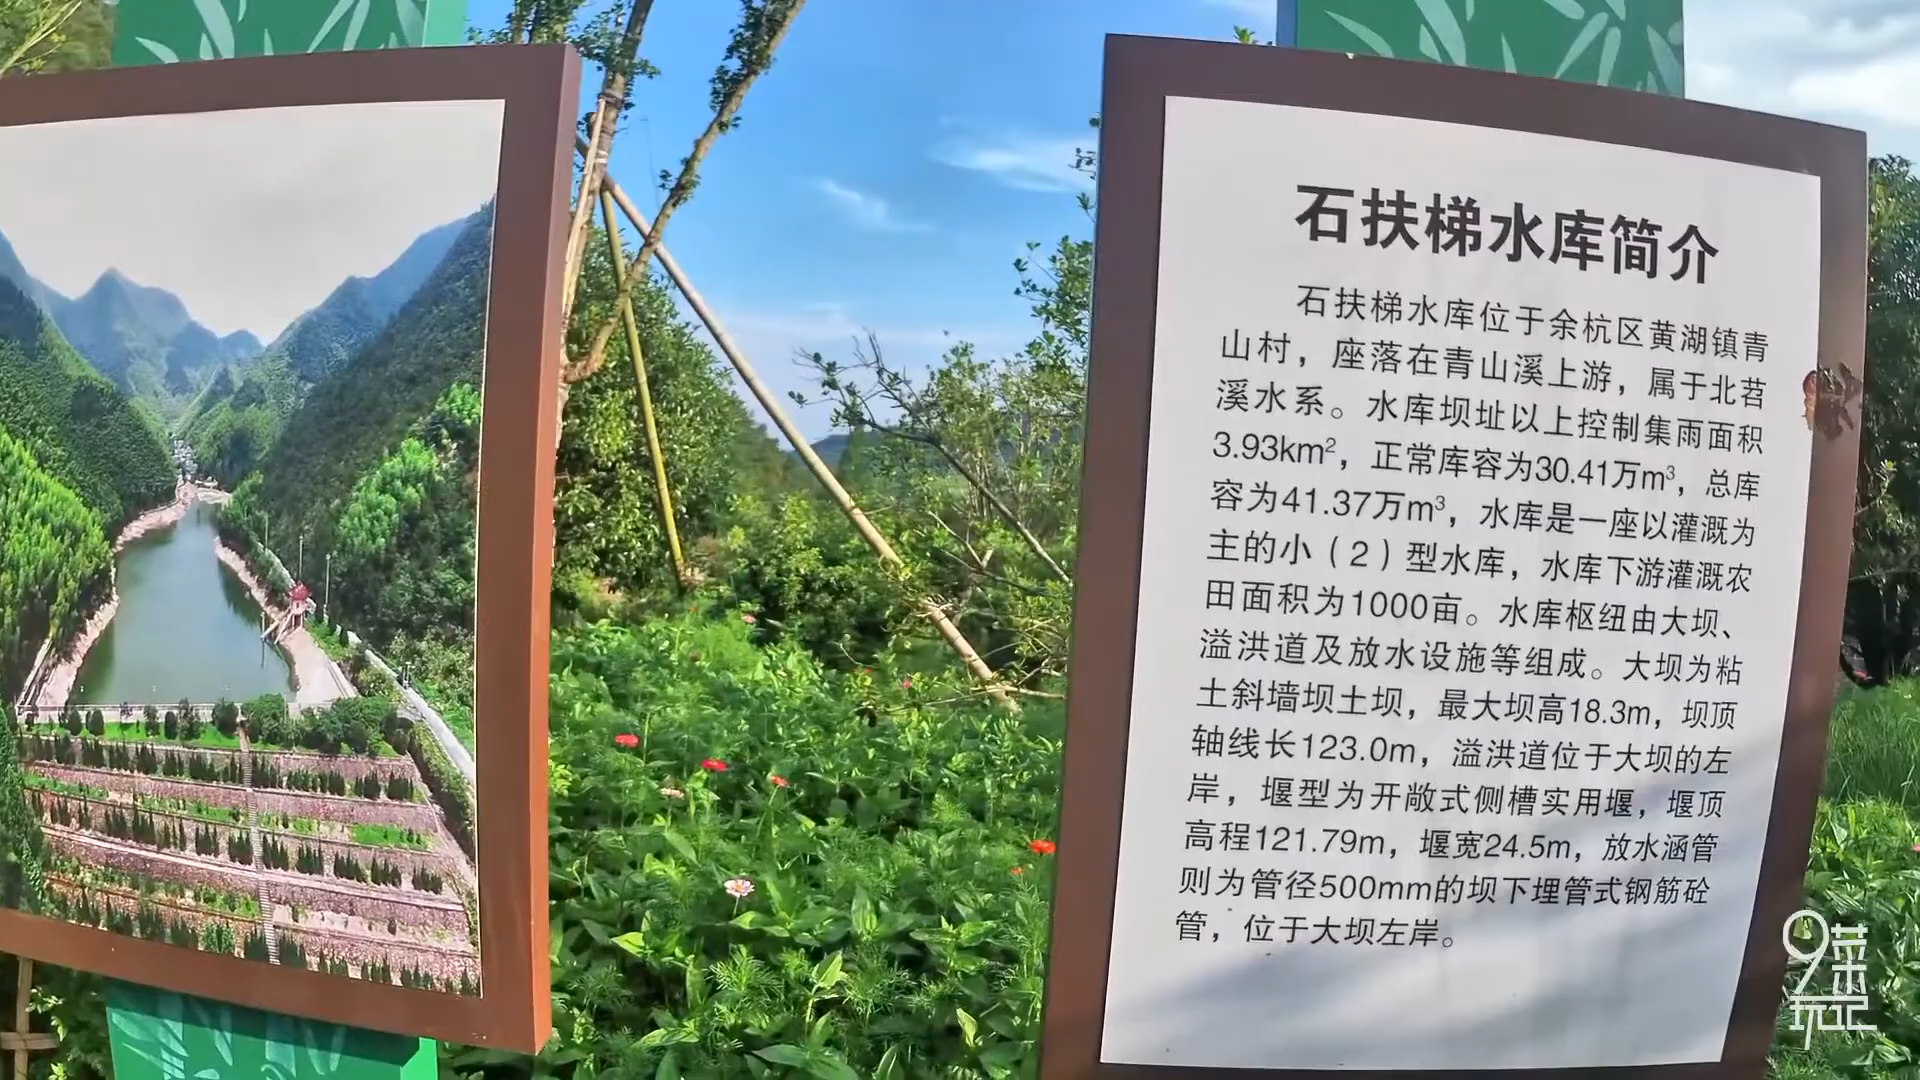 石扶梯水库简介
石扶梯水库位于余杭区黄湖镇青
山村，座落在青山溪上游，属于北苕
溪水系。水库坝址以上控制集雨面积
3.93km²，正常库容为30.41万m³，总库
容为41.37万m³，水库是一座以灌溉为
主的小（2）型水库，水库下游灌溉农
田面积为1000亩。水库枢纽由大坝、
溢洪道及放水设施等组成。大坝为粘
土斜墙坝土坝，最大坝高18.3m，坝顶
轴线长123.0m，溢洪道位于大坝的左
岸，堰型为开敞式侧槽实用堰，堰顶
高程121.79m，堰宽24.5m，放水涵管
则为管径500mm的坝下埋管式钢筋砼
管，位于大坝左岸。
9菜
玩记